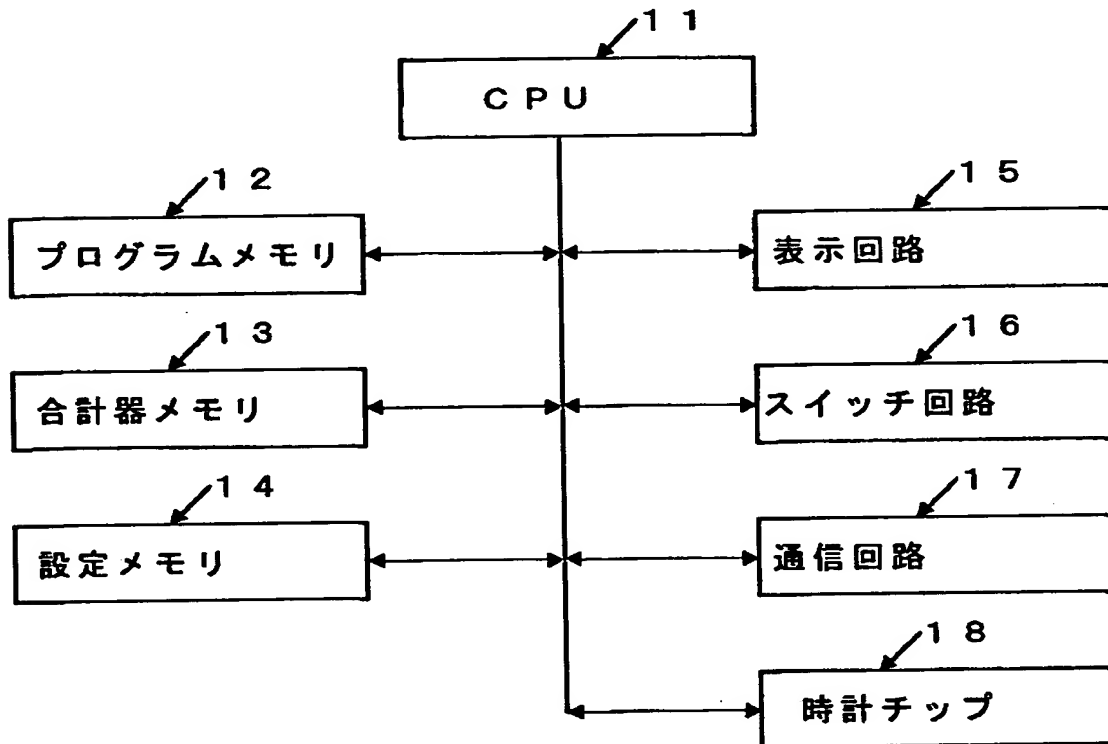 11
CPU
12
プログラムメモリ
15
表示回路
13
合計器メモリ
16
スイッチ回路
14
設定メモリ
17
通信回路
18
時計チップ